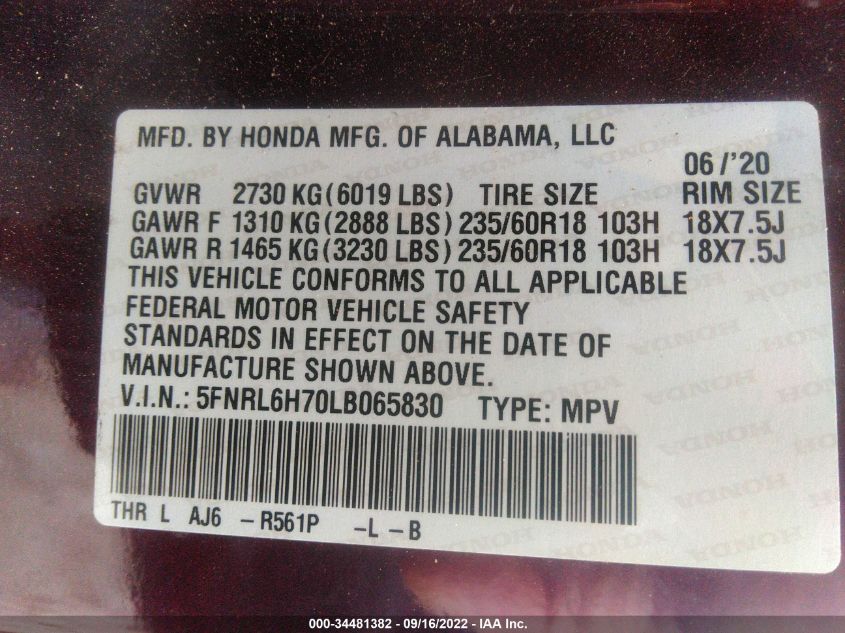 MFD. BY HONDA MFG. OF ALABAMA, LLC
06/'20
GVWR 2730 KG(6019 LBS) TIRE SIZE RIM SIZE
GAWR F 1310 KG(2888 LBS) 235/60R18 103H 18X7.5J
GAWR R 1465 KG(3230 LBS) 235/60R18 103H 18X7.5J
THIS VEHICLE CONFORMS TO ALL APPLICABLE
FEDERAL MOTOR VEHICLE SAFETY
STANDARDS IN EFFECT ON THE DATE OF
MANUFACTURE SHOWN ABOVE.
V.I.N.: 5FNRL6H70LB065830 TYPE: MPV
THR L AJ6 -R561P -L-B
000-34481382 - 09/16/2022 - IAA Inc.